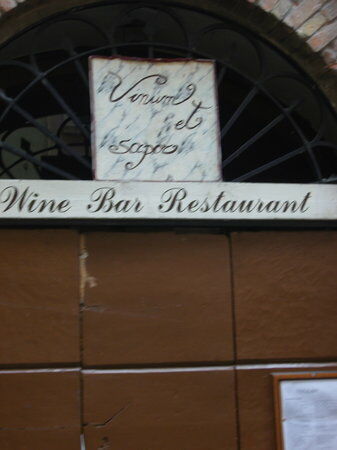 Vinum
et
sapor
Wine Bar Restaurant